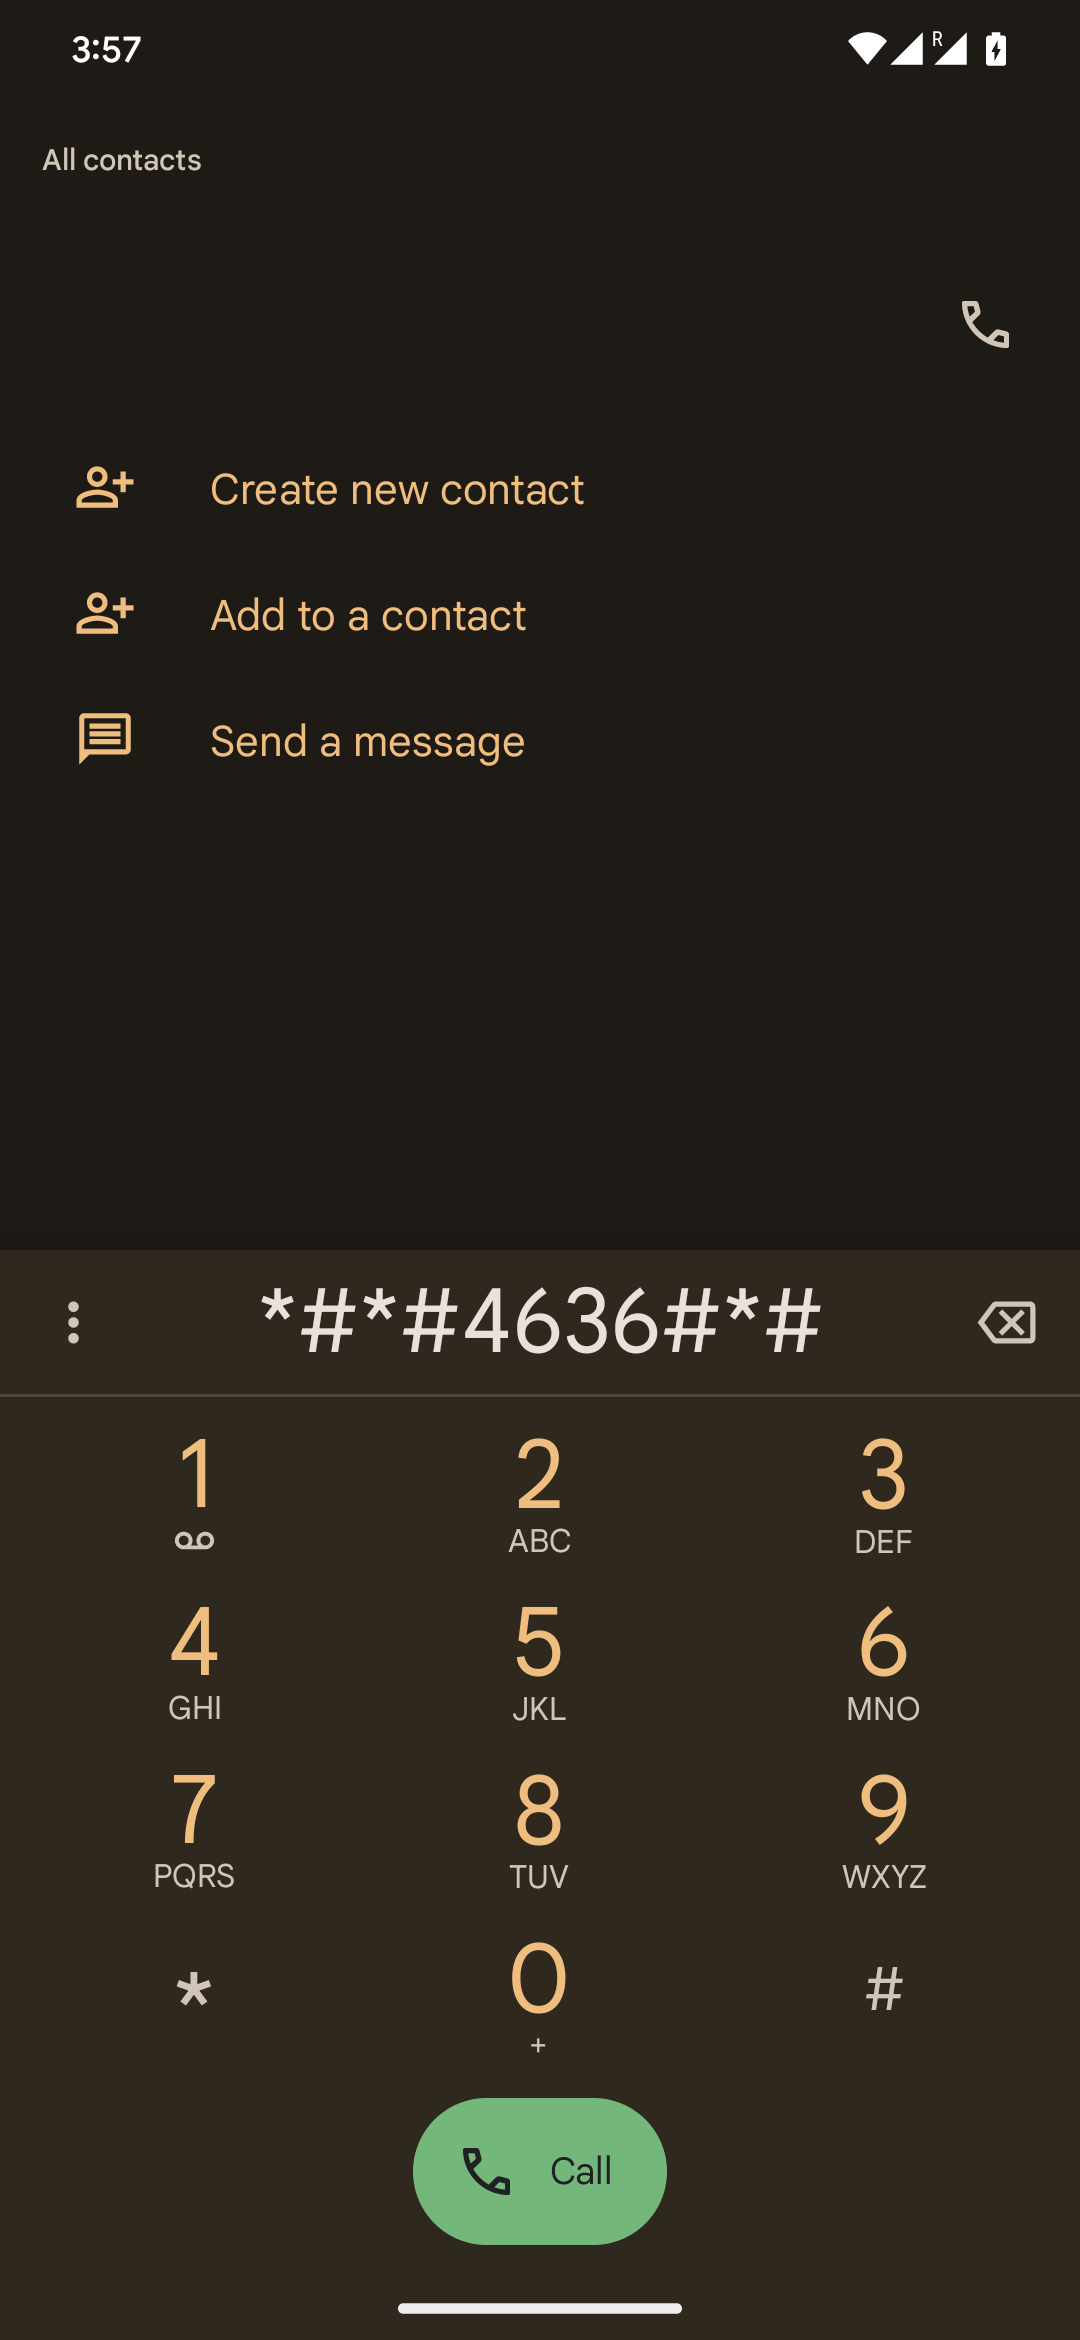 3:57
R
All contacts
Create new contact
Add to a contact
Send a message
*#*#4636#*#
1 2 3
ABC DEF
4 5 6
GHI JKL MNO
7 8 9
PQRS TUV WXYZ
* 0 #
+
Call